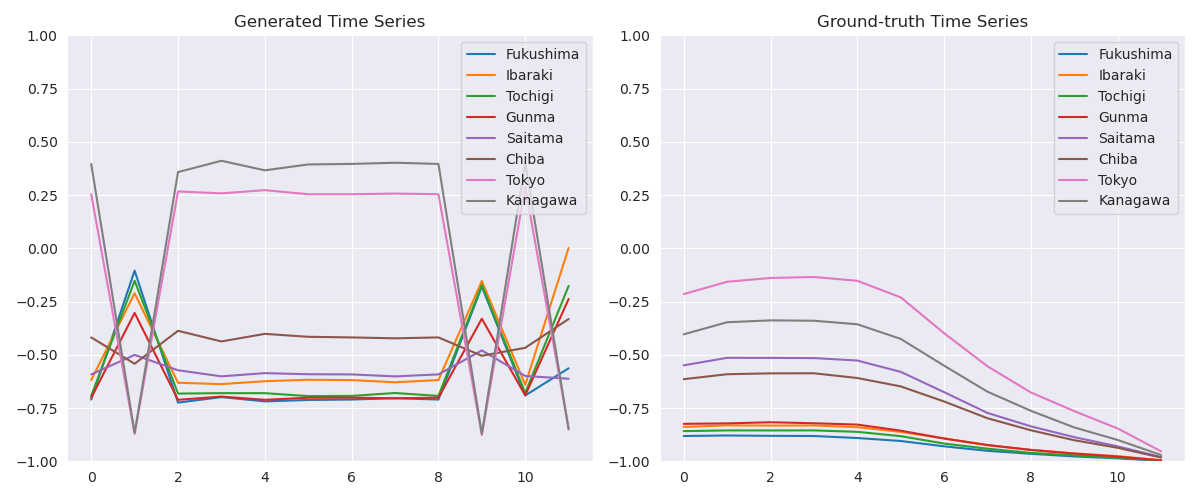 Generated Time Series
1.00
0.75
0.50
0.25
0.00
−0.25
−0.50
−0.75
−1.00
0 2 4 6 8 10
Fukushima
Ibaraki
Tochigi
Gunma
Saitama
Chiba
Tokyo
Kanagawa
Ground-truth Time Series
1.00
0.75
0.50
0.25
0.00
−0.25
−0.50
−0.75
−1.00
0 2 4 6 8 10
Fukushima
Ibaraki
Tochigi
Gunma
Saitama
Chiba
Tokyo
Kanagawa